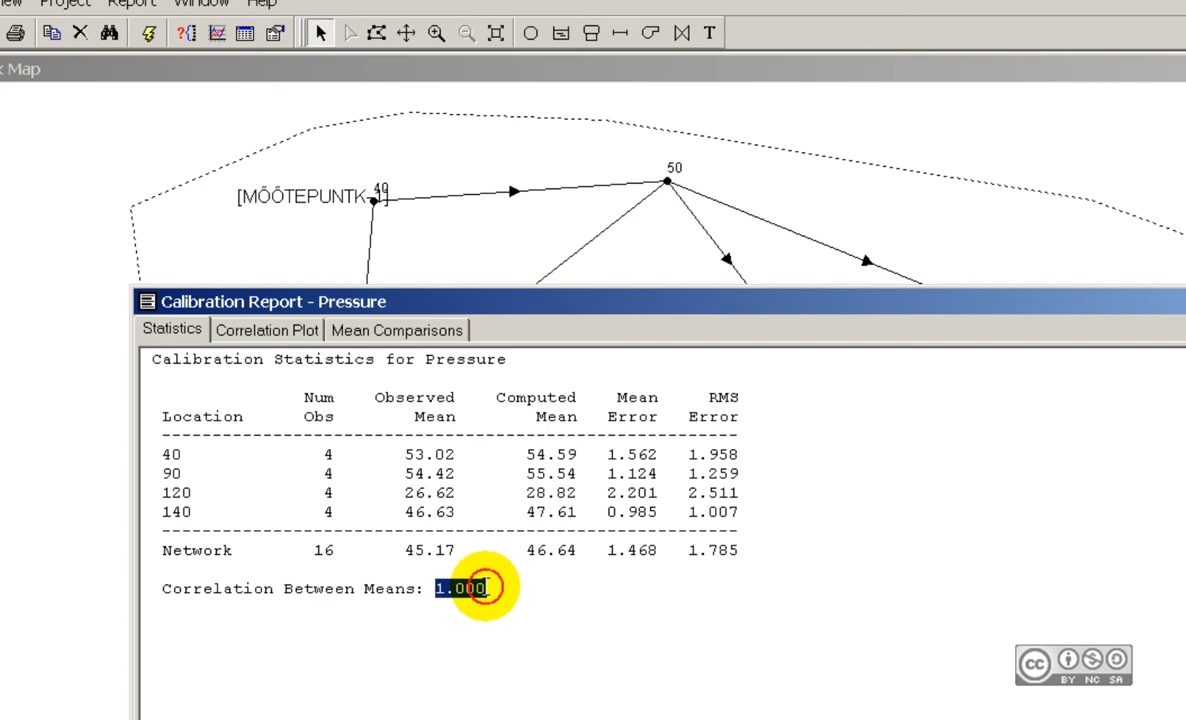 Project Report Window Help
Map
50
40
[MŐŐTEPUNTK-1]
Calibration Report - Pressure
Statistics Correlation Plot Mean Comparisons
Calibration Statistics for Pressure
Num Observed Computed Mean RMS
Location Obs Mean Mean Error Error
--------------------------------------------------------
40 4 53.02 54.59 1.562 1.958
90 4 54.42 55.54 1.124 1.259
120 4 26.62 28.82 2.201 2.511
140 4 46.63 47.61 0.985 1.007
--------------------------------------------------------
Network 16 45.17 46.64 1.468 1.785
Correlation Between Means: 1.000
cc
BY NC SA